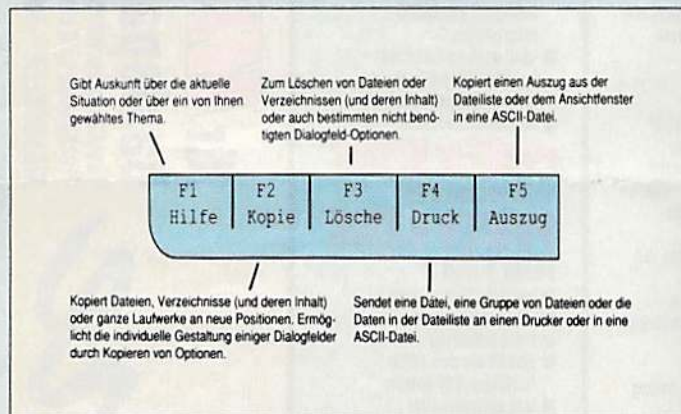 Gibt Auskunft über die aktuelle
Situation oder über ein von Ihnen
gewähltes Thema.
Zum Löschen von Dateien oder
Verzeichnissen (und deren Inhalt)
oder auch bestimmten nicht benö-
tigten Dialogfeld-Optionen.
Kopiert einen Auszug aus der
Dateiliste oder dem Ansichtfenster
in eine ASCII-Datei.
F1 F2 F3 F4 F5
Hilfe Kopie Lösche Druck Auszug
Kopiert Dateien, Verzeichnisse (und deren Inhalt)
oder ganze Laufwerke an neue Positionen. Ermög-
licht die individuelle Gestaltung einiger Dialogfelder
durch Kopieren von Optionen.
Sendet eine Datei, eine Gruppe von Dateien oder die
Daten in der Dateiliste an einen Drucker oder in eine
ASCII-Datei.